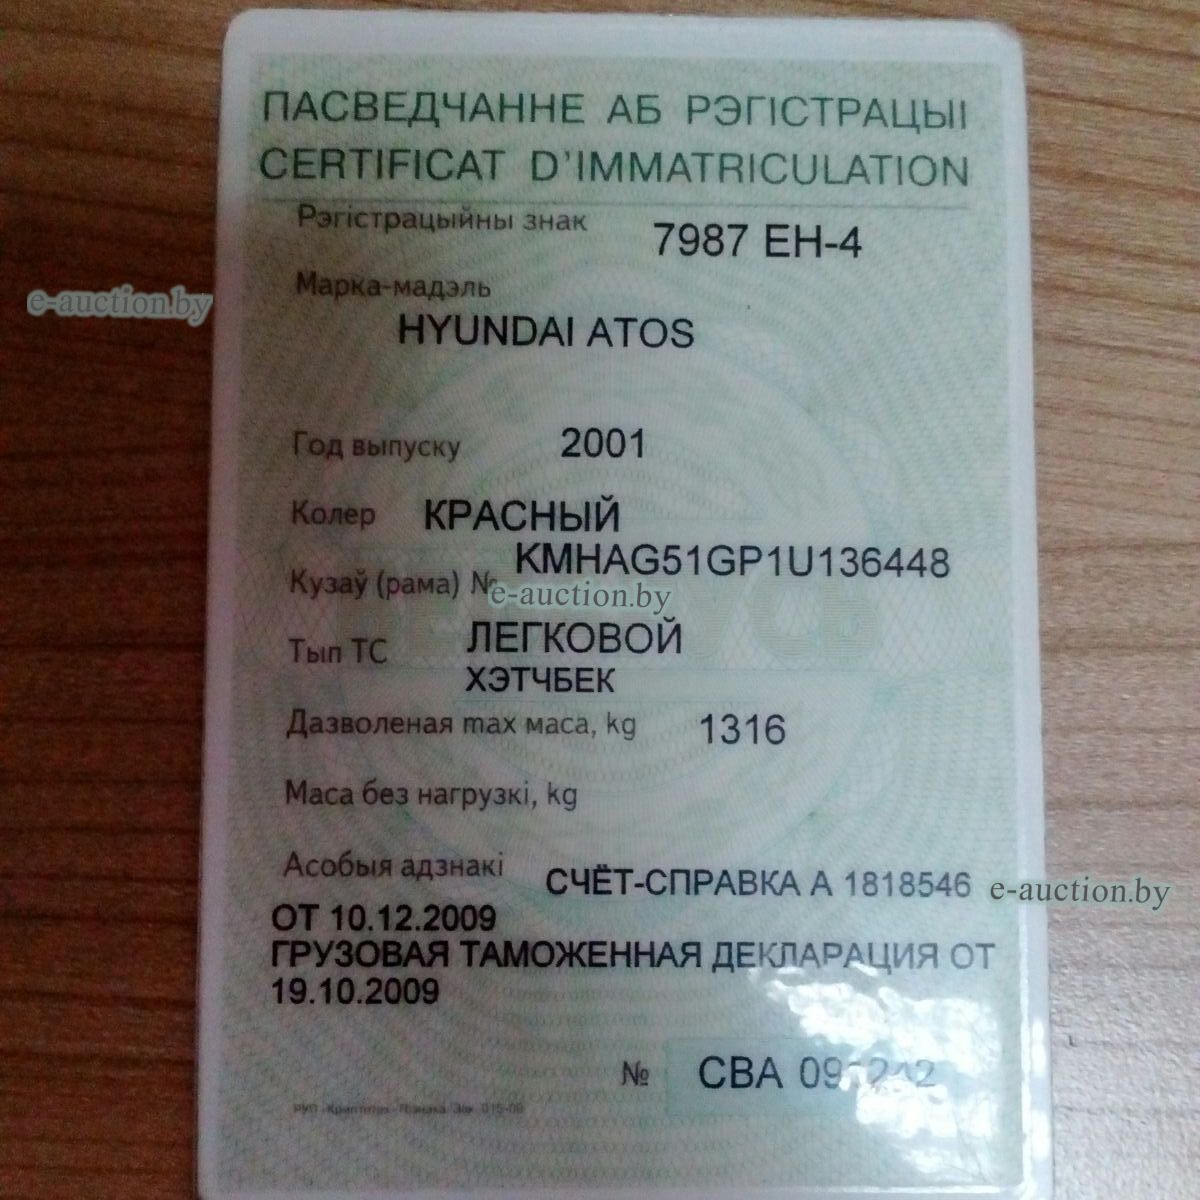 ПАСВЕДЧАННЕ АБ РЭГІСТРАЦЫІ
CERTIFICAT D'IMMATRICULATION
Рэгістрацыйны знак 7987 ЕН-4
Марка-мадэль
e-auction.by
HYUNDAI ATOS
Год выпуску 2001
Колер КРАСНЫЙ
Кузаў (рама) № KMHAG51GP1U136448
e-auction.by
Тып ТС ЛЕГКОВОЙ
ХЭТЧБЕК
Дазволеная max маса, kg 1316
Маса без нагрузкі, kg
Асобыя адзнакі СЧЁТ-СПРАВКА А 1818546
e-auction.by
ОТ 10.12.2009
ГРУЗОВАЯ ТАМОЖЕННАЯ ДЕКЛАРАЦИЯ ОТ
19.10.2009
№ СВА